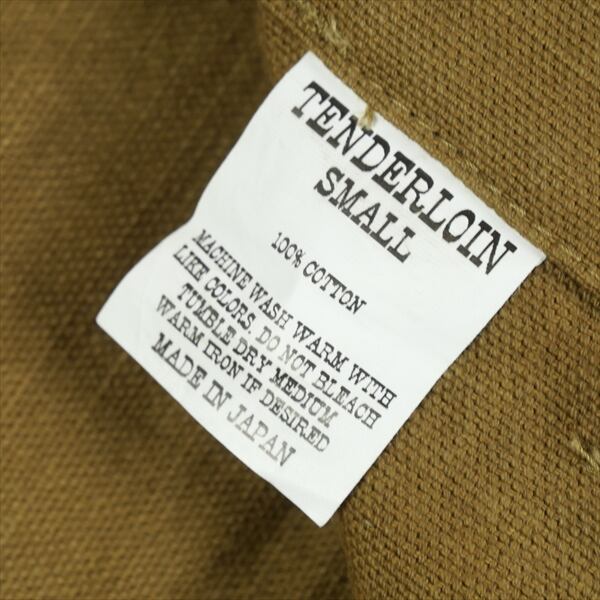 TENDERLOIN
SMALL
100% COTTON
MACHINE WASH WARM WITH
LIKE COLORS. DO NOT BLEACH
TUMBLE DRY MEDIUM
WARM IRON IF DESIRED
MADE IN JAPAN